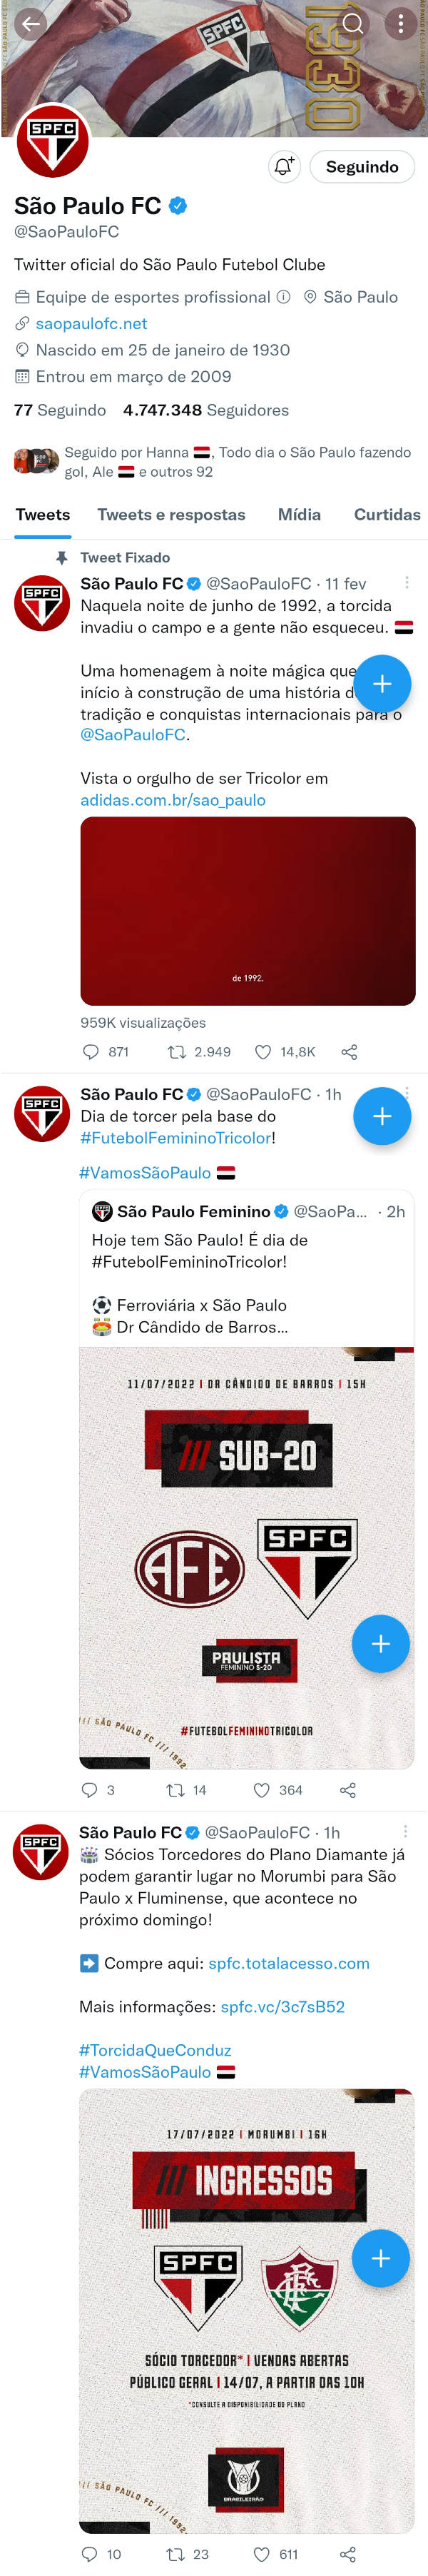 SPFC
1930
SPFC
Seguindo
São Paulo FC
@SaoPauloFC
Twitter oficial do São Paulo Futebol Clube
Equipe de esportes profissional São Paulo
saopaulofc.net
Nascido em 25 de janeiro de 1930
Entrou em março de 2009
77 Seguindo 4.747.348 Seguidores
Seguido por Hanna 🇾🇪, Todo dia o São Paulo fazendo
gol, Ale 🇾🇪 e outros 92
Tweets Tweets e respostas Mídia Curtidas
Tweet Fixado
SPFC
São Paulo FC @SaoPauloFC · 11 fev
Naquela noite de junho 1992, a torcida
invadiu o campo e a gente não esqueceu. 🇾🇪
Uma homenagem à noite mágica que
início à construção de uma história d
tradição e conquistas internacionais para o
@SaoPauloFC.
Vista o orgulho de ser Tricolor em
adidas.com.br/sao_paulo
de 1992.
959K visualizações
871 2.949 14,8K
SPFC
São Paulo FC @SaoPauloFC · 1h
Dia de torcer pela base do
#FutebolFemininoTricolor!
#VamosSãoPaulo 🇾🇪
São Paulo Feminino @SaoPa... · 2h
Hoje tem São Paulo! É dia de
#FutebolFemininoTricolor!
⚽ Ferroviária x São Paulo
🏟️ Dr Cândido de Barros...
11/07/2022 | DR CÂNDIDO DE BARROS | 15H
/// SUB-20
AFE SPFC
PAULISTA
FEMININO S-20
#FUTEBOLFEMININOTRICOLOR
/// SÃO PAULO FC /// 1992
3 14 364
SPFC
São Paulo FC @SaoPauloFC · 1h
🏟️ Sócios Torcedores do Plano Diamante já
podem garantir lugar no Morumbi para São
Paulo x Fluminense, que acontece no
próximo domingo!
➡️ Compre aqui: spfc.totalacesso.com
Mais informações: spfc.vc/3c7sB52
#TorcidaQueConduz
#VamosSãoPaulo 🇾🇪
17/07/2022 | MORUMBI | 16H
/// INGRESSOS
SPFC
SÓCIO TORCEDOR* | VENDAS ABERTAS
PÚBLICO GERAL | 14/07, A PARTIR DAS 10H
*CONSULTE A DISPONIBILIDADE DO PLANO
BRASILEIRÃO
/// SÃO PAULO FC /// 1992
10 23 611